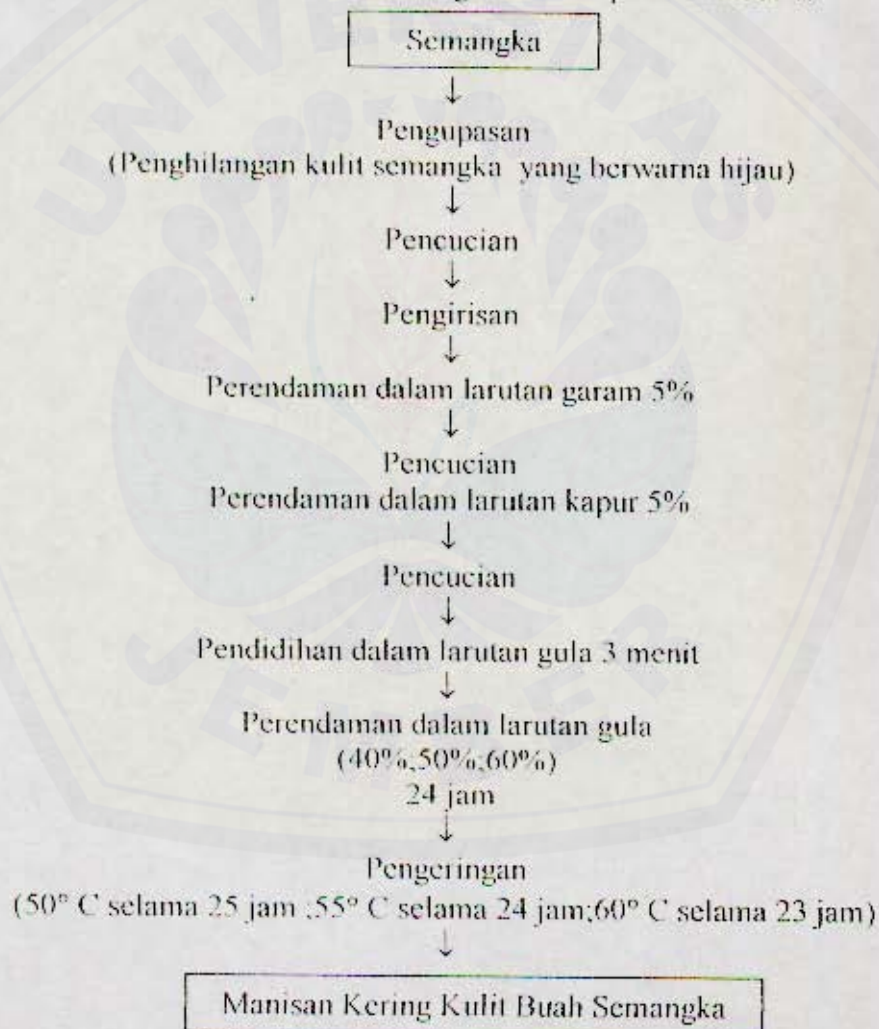 Semangka
↓
Pengupasan
(Penghilangan kulit semangka yang berwarna hijau)
↓
Pencucian
↓
Pengirisan
↓
Perendaman dalam larutan garam 5%
↓
Pencucian
Perendaman dalam larutan kapur 5%
↓
Pencucian
↓
Pendidihan dalam larutan gula 3 menit
↓
Perendaman dalam larutan gula
(40%;50%;60%)
24 jam
↓
Pengeringan
(50° C selama 25 jam ;55° C selama 24 jam;60° C selama 23 jam)
↓
Manisan Kering Kulit Buah Semangka
UNIVERSITAS
JEMBER